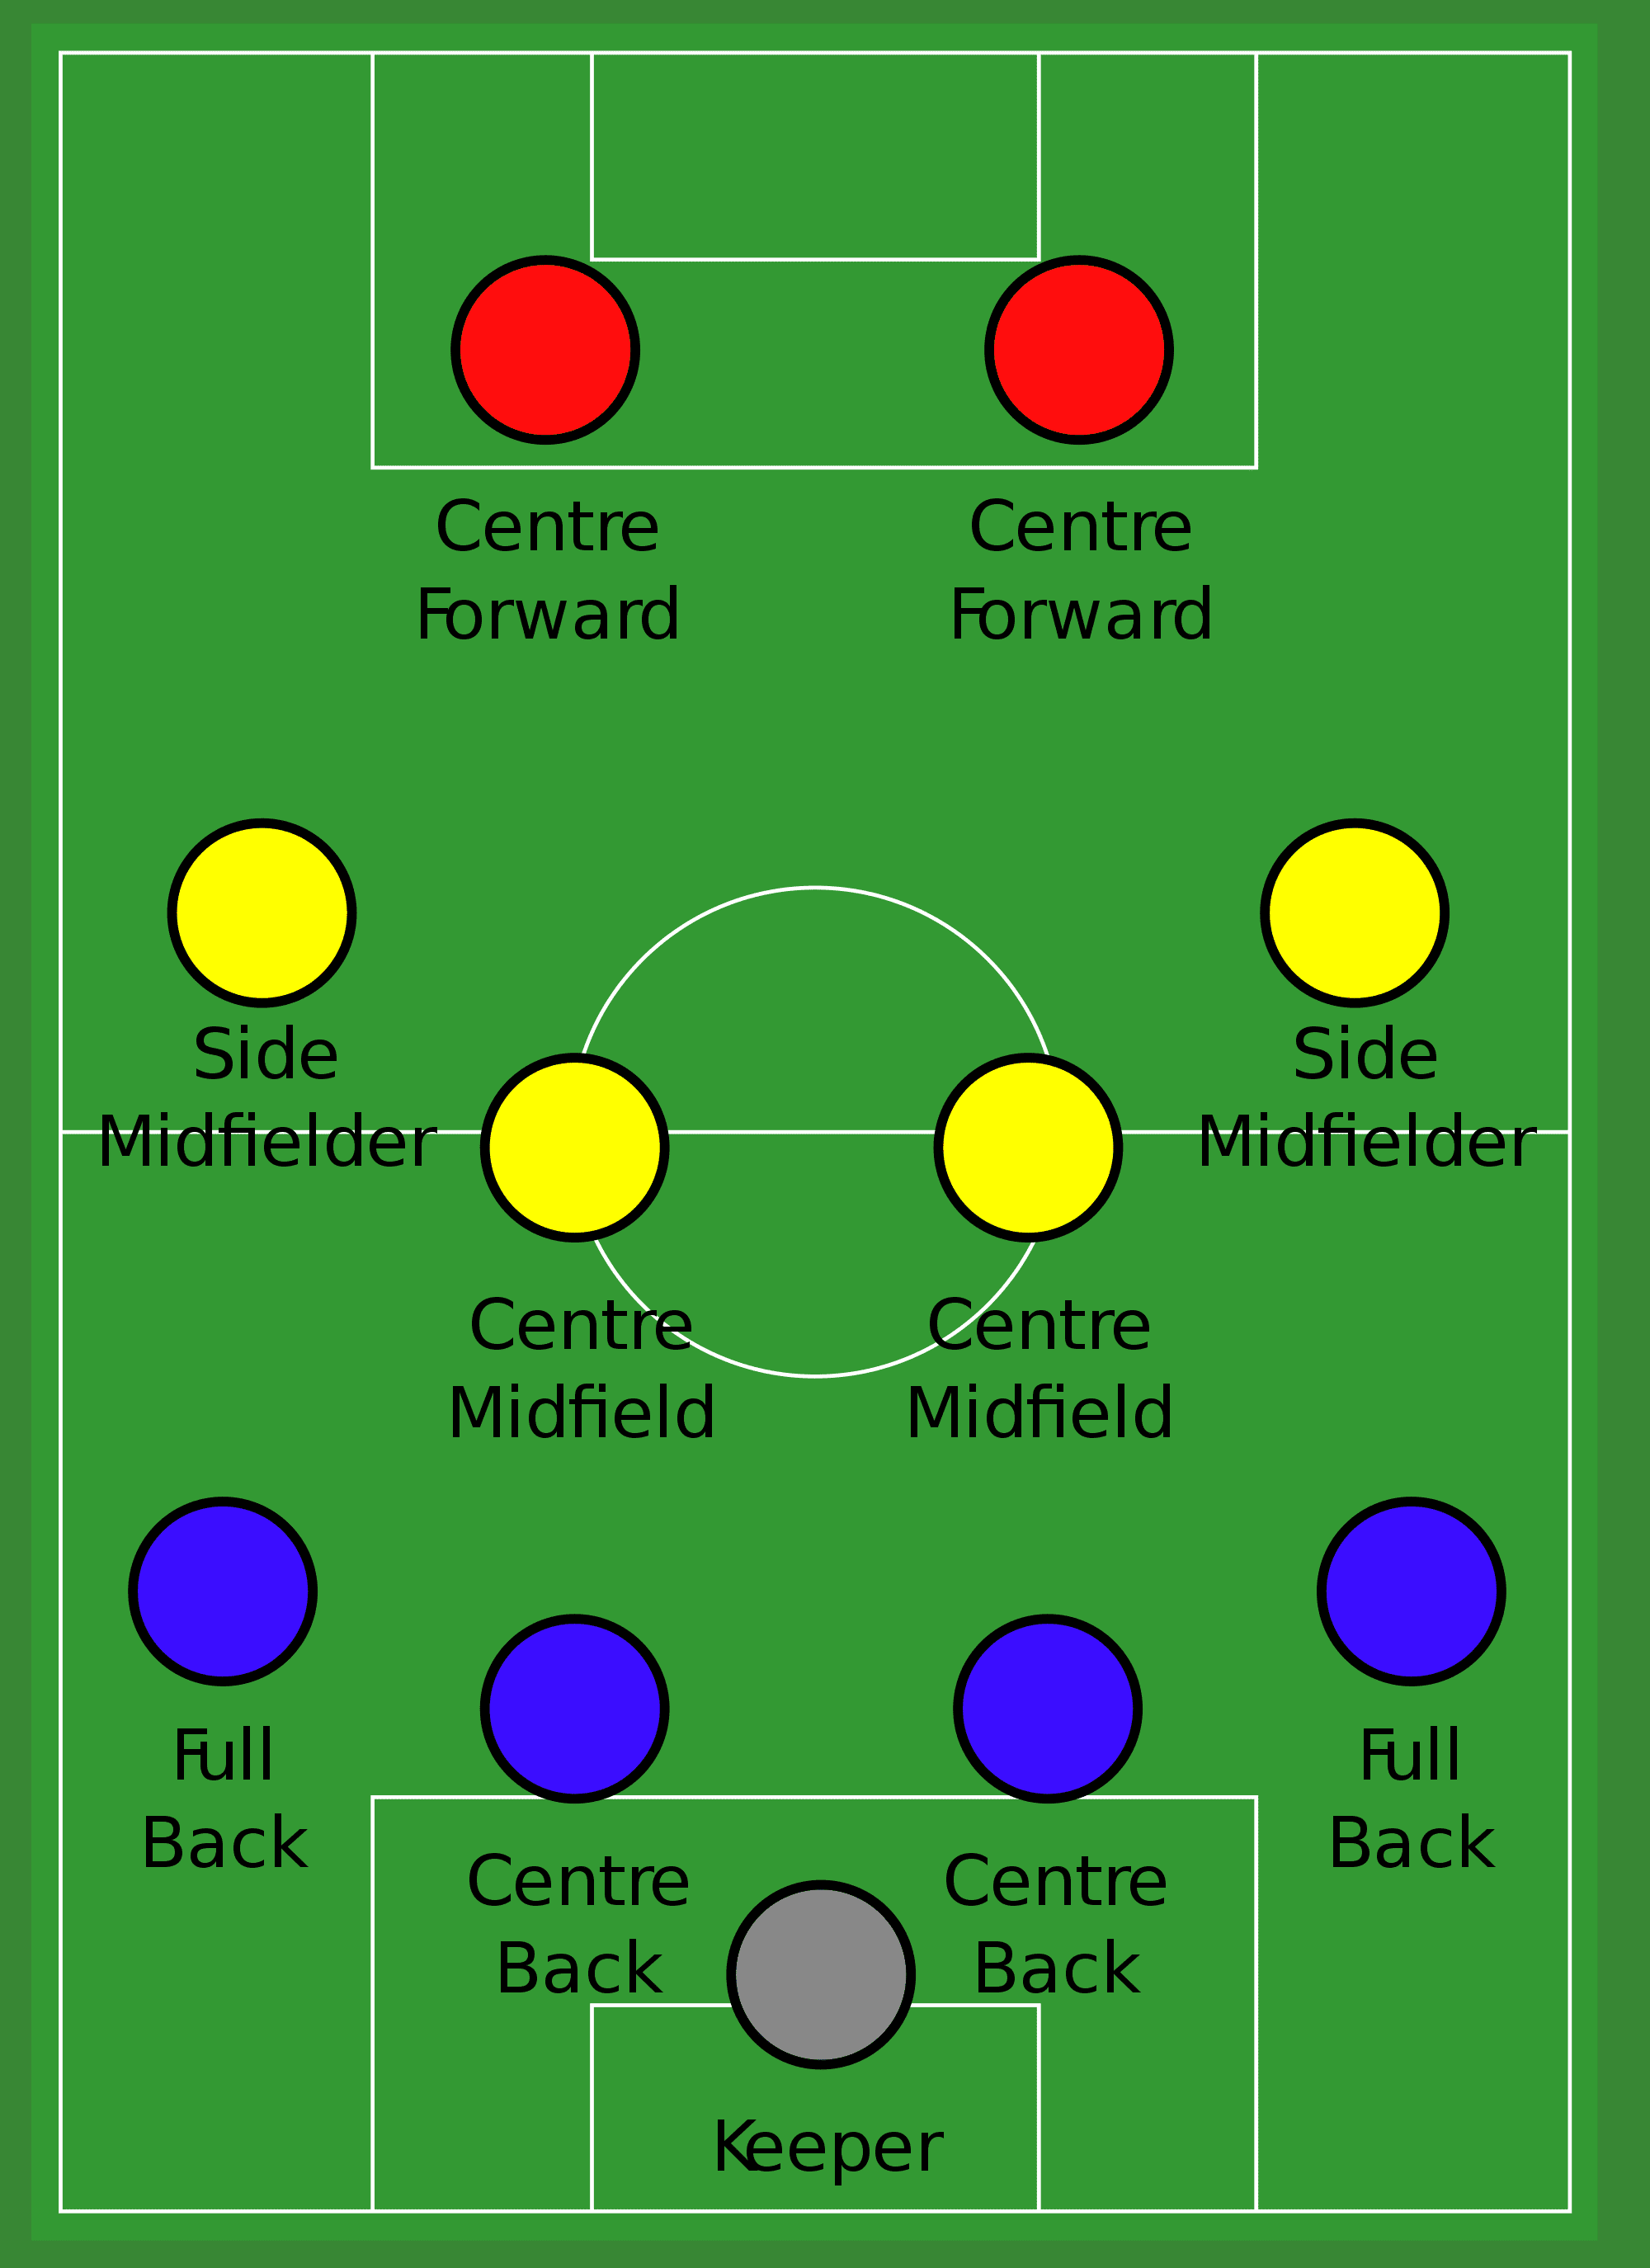 Centre
Forward
Centre
Forward
Side
Midfielder
Side
Midfielder
Centre
Midfield
Centre
Midfield
Full
Back
Full
Back
Centre
Back
Centre
Back
Keeper